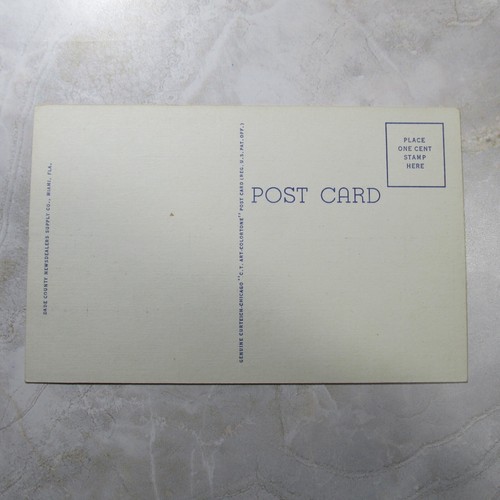 DADE COUNTY NEWSDEALERS SUPPLY CO., MIAMI, FLA.
GENUINE CURTEICH-CHICAGO "C.T. ART-COLORTONE" POST CARD (REG. U.S. PAT. OFF.)
POST CARD
PLACE
ONE CENT
STAMP
HERE